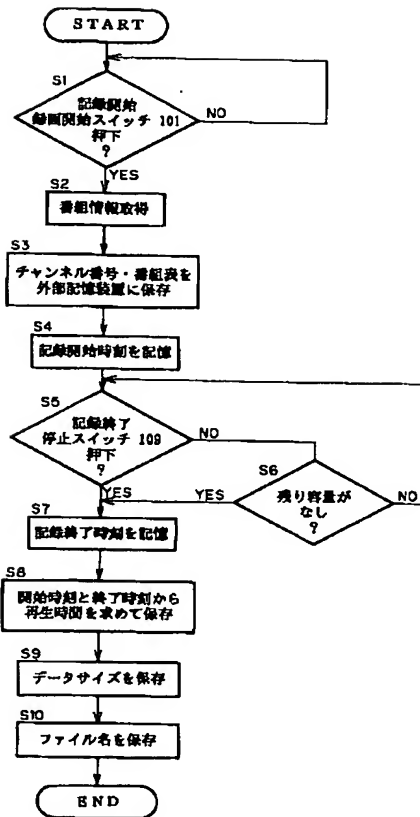 START
S1
記録開始
録画開始スイッチ 101
押下
?
NO
YES
S2
番組情報取得
S3
チャンネル番号・番組表を
外部記憶装置に保存
S4
記録開始時刻を記憶
S5
記録終了
停止スイッチ 109
押下
?
NO
YES
S6
残り容量が
なし
?
YES
NO
S7
記録終了時刻を記憶
S8
開始時刻と終了時刻から
再生時間を求めて保存
S9
データサイズを保存
S10
ファイル名を保存
END